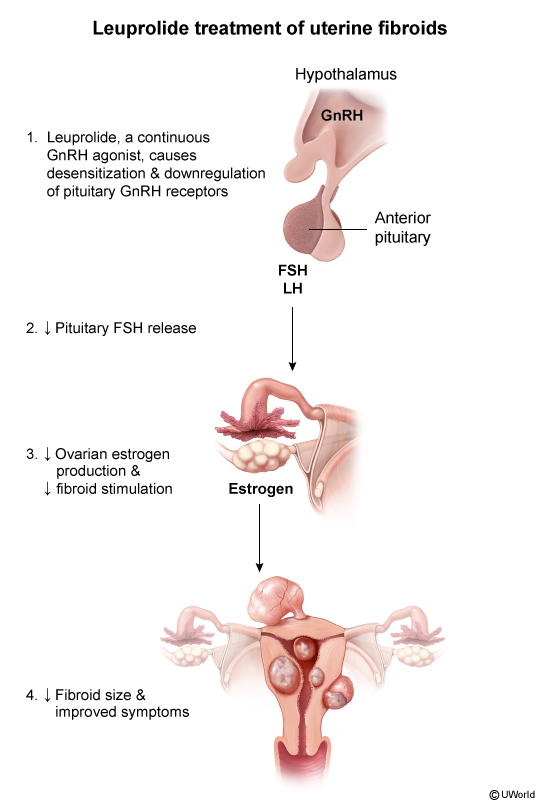 Leuprolide treatment of uterine fibroids
Hypothalamus
GnRH
1. Leuprolide, a continuous
GnRH agonist, causes
desensitization & downregulation
of pituitary GnRH receptors
Anterior
pituitary
FSH
LH
2. ↓ Pituitary FSH release
3. ↓ Ovarian estrogen
production &
↓ fibroid stimulation
Estrogen
4. ↓ Fibroid size &
improved symptoms
© UWorld